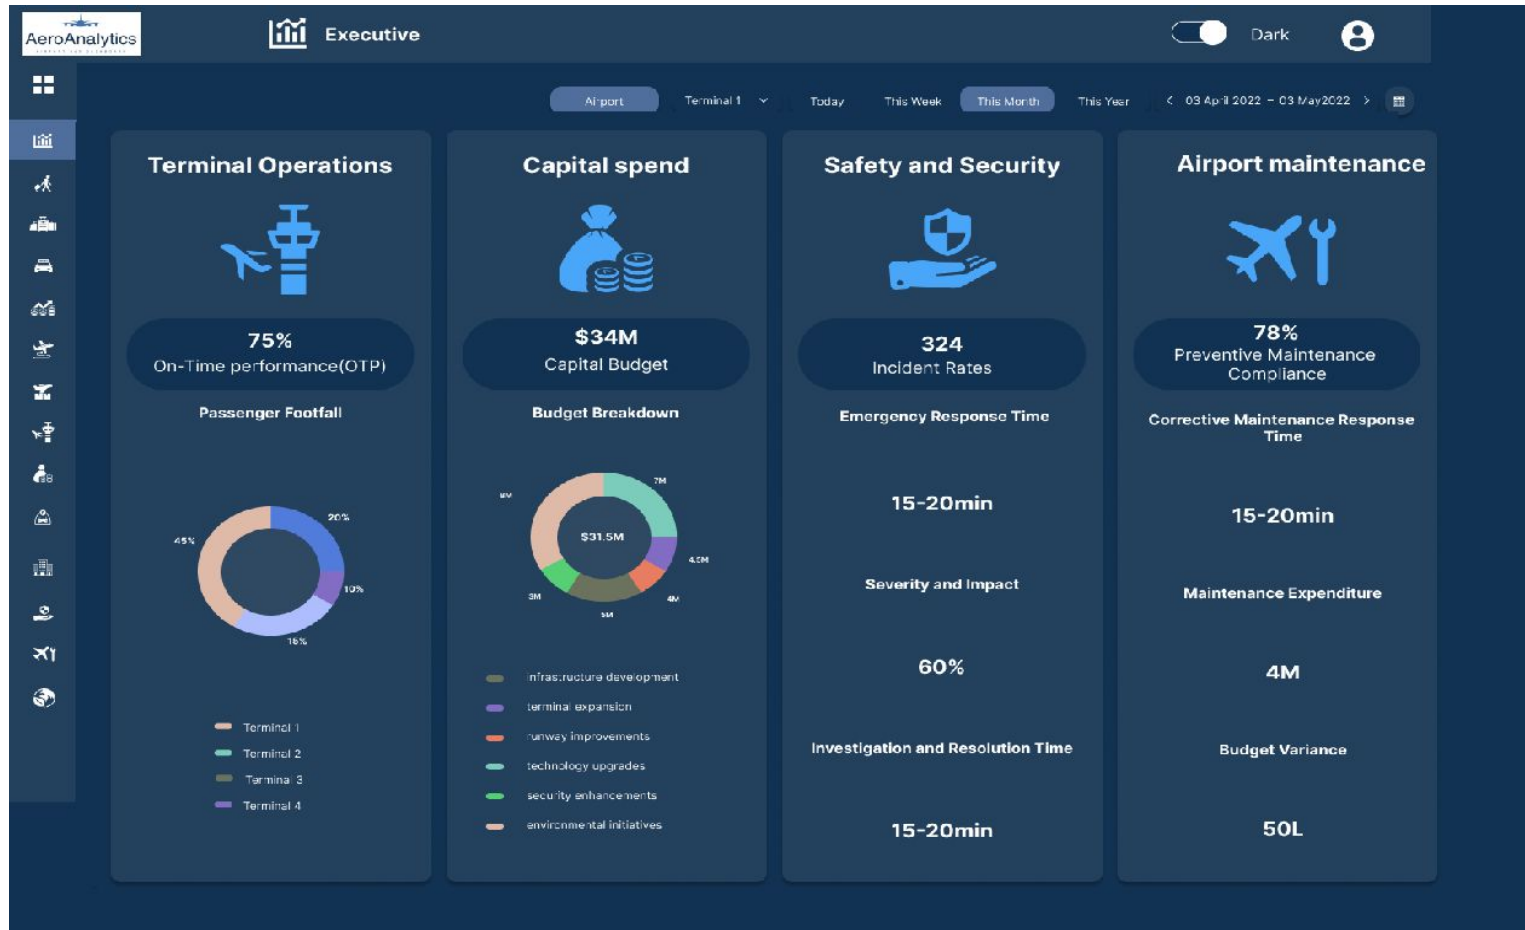 AeroAnalytics
Executive
Dark
Airport
Terminal 1
Today
This Week
This Month
This Year
< 03 April 2022 - 03 May2022 >
Terminal Operations
75%
On-Time performance(OTP)
Passenger Footfall
20%
45%
10%
15%
Terminal 1
Terminal 2
Terminal 3
Terminal 4
Capital spend
$34M
Capital Budget
Budget Breakdown
7M
8M
$31.5M
4.5M
3M
4M
5M
infrastructure development
terminal expansion
runway improvements
technology upgrades
security enhancements
environmental initiatives
Safety and Security
324
Incident Rates
Emergency Response Time
15-20min
Severity and Impact
60%
Investigation and Resolution Time
15-20min
Airport maintenance
78%
Preventive Maintenance
Compliance
Corrective Maintenance Response
Time
15-20min
Maintenance Expenditure
4M
Budget Variance
50L